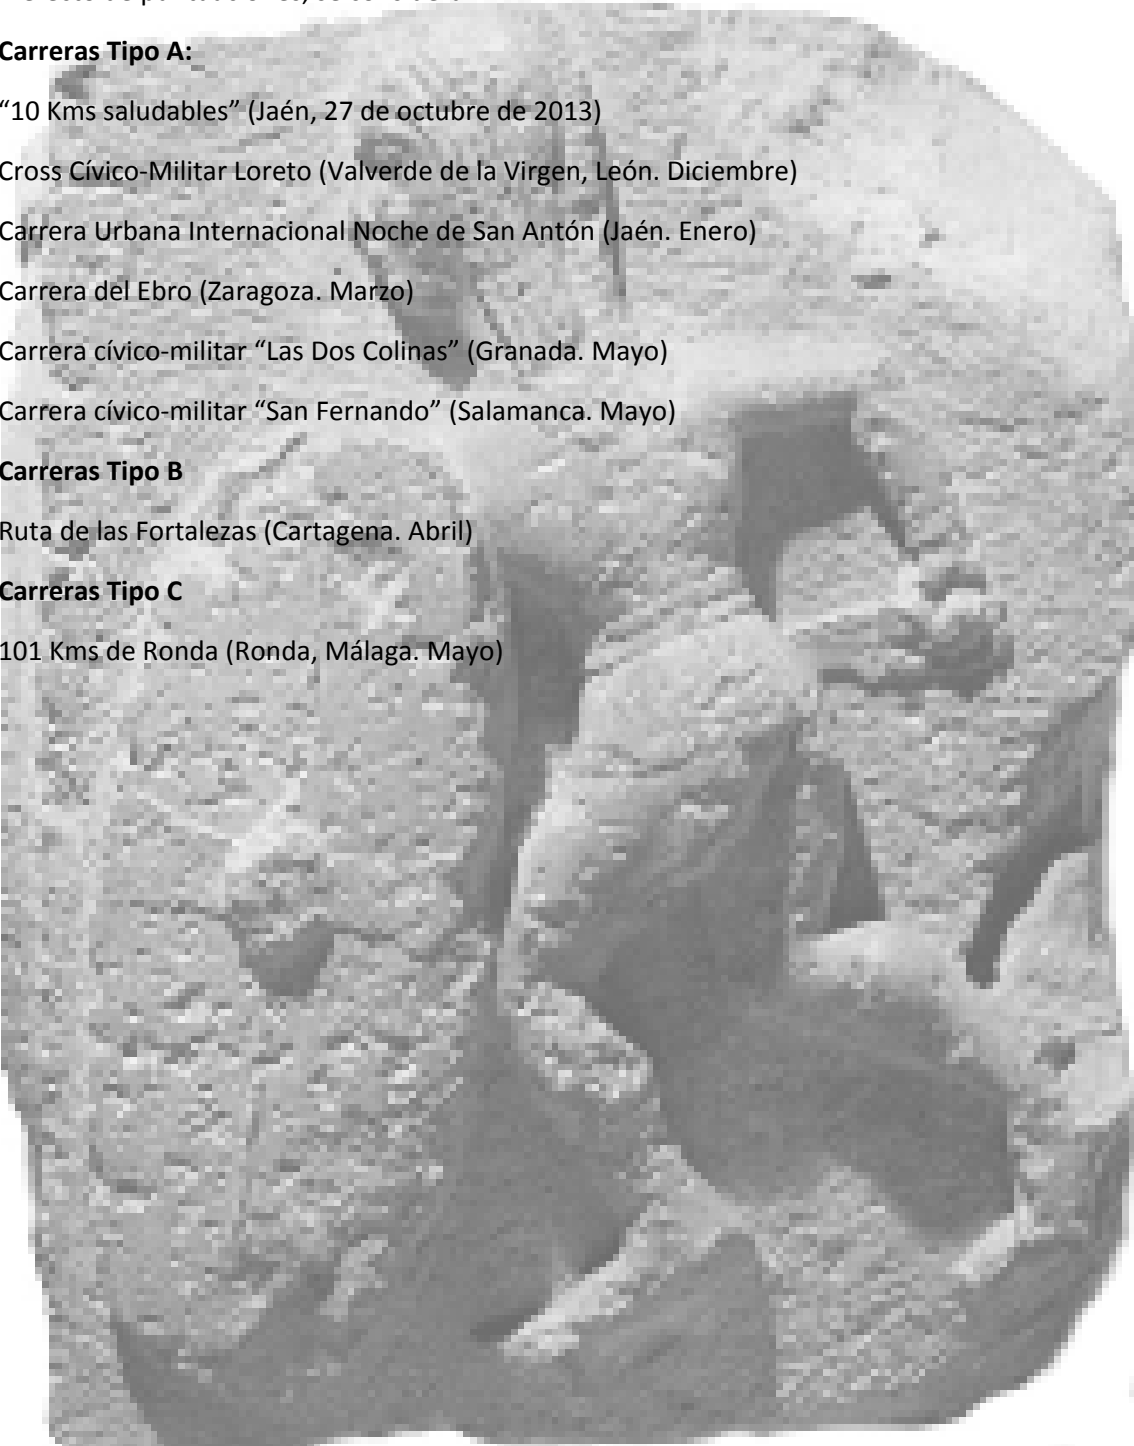 Carreras Tipo A:
“10 Kms saludables” (Jaén, 27 de octubre de 2013)
Cross Cívico-Militar Loreto (Valverde de la Virgen, León. Diciembre)
Carrera Urbana Internacional Noche de San Antón (Jaén. Enero)
Carrera del Ebro (Zaragoza. Marzo)
Carrera cívico-militar “Las Dos Colinas” (Granada. Mayo)
Carrera cívico-militar “San Fernando” (Salamanca. Mayo)
Carreras Tipo B
Ruta de las Fortalezas (Cartagena. Abril)
Carreras Tipo C
101 Kms de Ronda (Ronda, Málaga. Mayo)